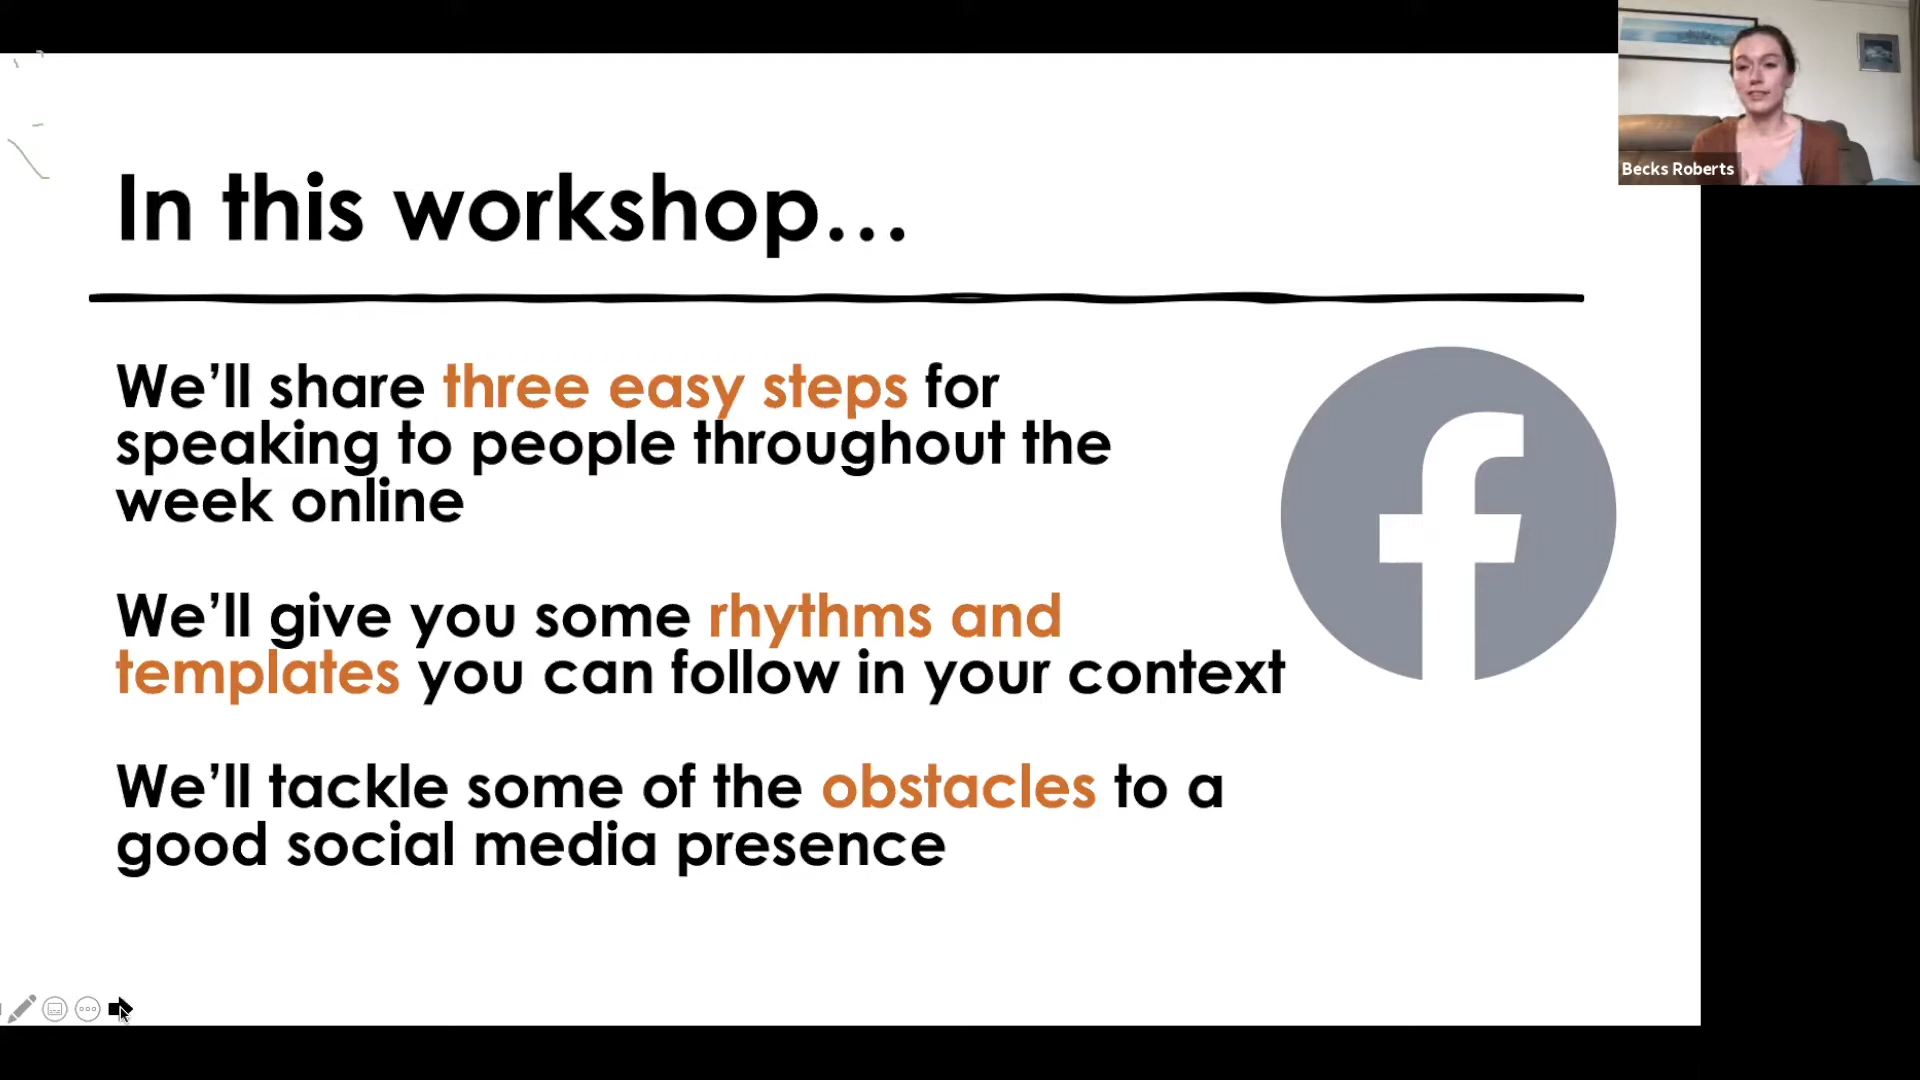 Becks Roberts
In this workshop...
We’ll share three easy steps for
speaking to people throughout the
week online
We’ll give you some rhythms and
templates you can follow in your context
We’ll tackle some of the obstacles to a
good social media presence